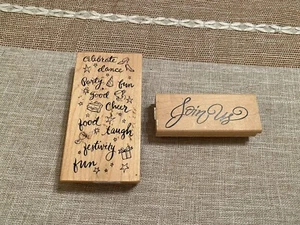 celebrate
dance
party fun
good
cheer
food
laugh
festivity
fun
Join Us